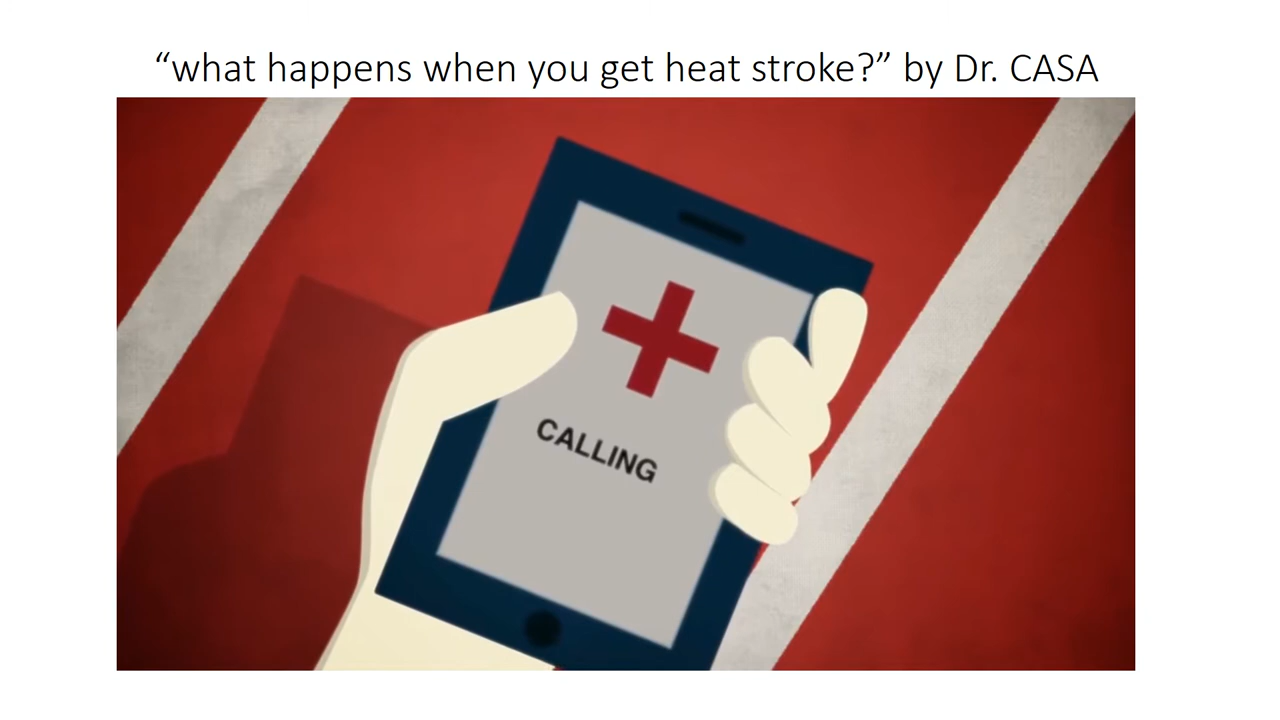 “what happens when you get heat stroke?” by Dr. CASA
CALLING